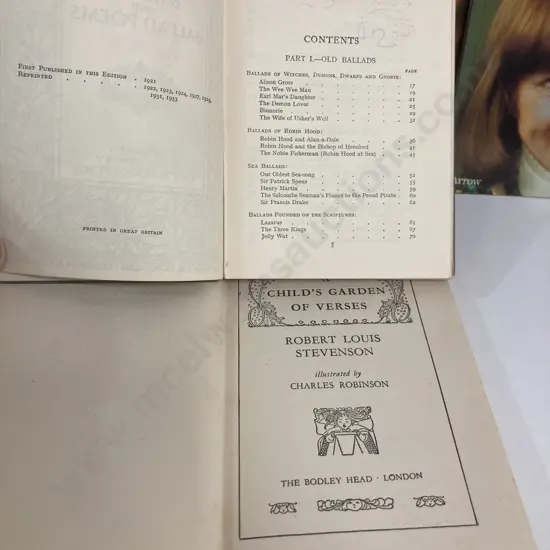 BALLAD POEMS
First Published in this Edition . 1921
Reprinted . . . . . 1922, 1923, 1924, 1927, 1928,
1931, 1935
PRINTED IN GREAT BRITAIN
CONTENTS
PART I.—OLD BALLADS
PAGE
Ballads of Witches, Demons, Dwarfs and Ghosts:
Alison Gross 17
The Wee Wee Man 19
Earl Mar's Daughter 21
The Demon Lover 25
Binnorie 29
The Wife of Usher's Well 32
Ballads of Robin Hood:
Robin Hood and Alan-a-Dale 36
Robin Hood and the Bishop of Hereford 41
The Noble Fisherman (Robin Hood at Sea) 45
Sea Ballads:
Our Oldest Sea-song 52
Sir Patrick Spens 55
Henry Martin 59
The Salcombe Seaman's Flaunt to the Proud Pirate 60
Sir Francis Drake 62
Ballads Founded on the Scriptures:
Lazarus 65
The Three Kings 67
Jolly Wat 70
5
ARROW
CHILD'S GARDEN
OF VERSES
ROBERT LOUIS
STEVENSON
illustrated by
CHARLES ROBINSON
THE BODLEY HEAD · LONDON